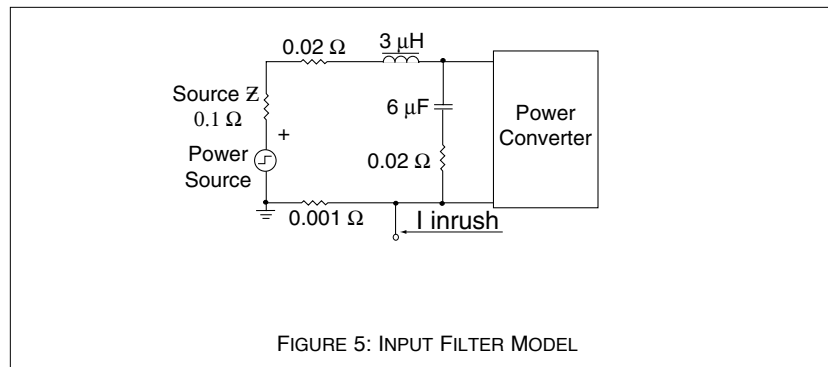 0.02 Ω
3 μH
Source Z
0.1 Ω
+
6 μF
Power
Converter
Power
Source
0.02 Ω
0.001 Ω
I inrush
FIGURE 5: INPUT FILTER MODEL